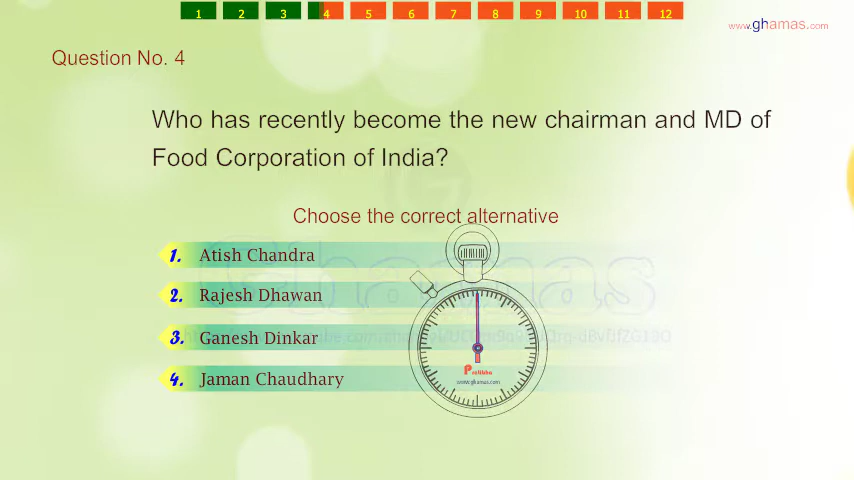 1 2 3 4 5 6 7 8 9 10 11 12
www.ghamas.com
Question No. 4
Who has recently become the new chairman and MD of
Food Corporation of India?
Choose the correct alternative
1. Atish Chandra
2. Rajesh Dhawan
3. Ganesh Dinkar
4. Jaman Chaudhary
Ghamas
www.ghamas.com